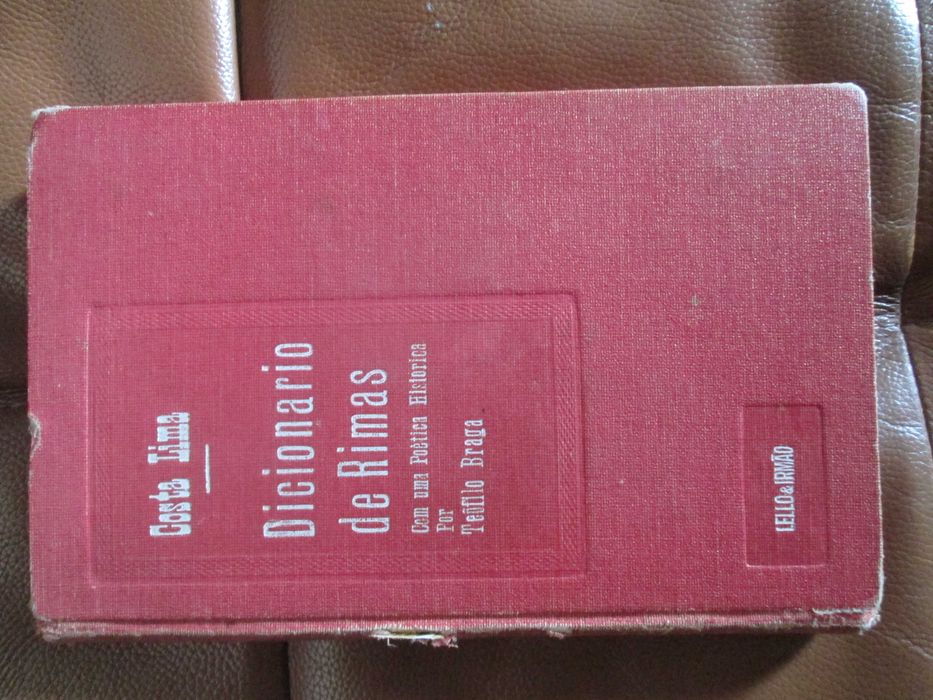 Costa Lima
Dicionario
de Rimas
Com uma Poética Historica
Por
Teófilo Braga
LELLO & IRMÃO